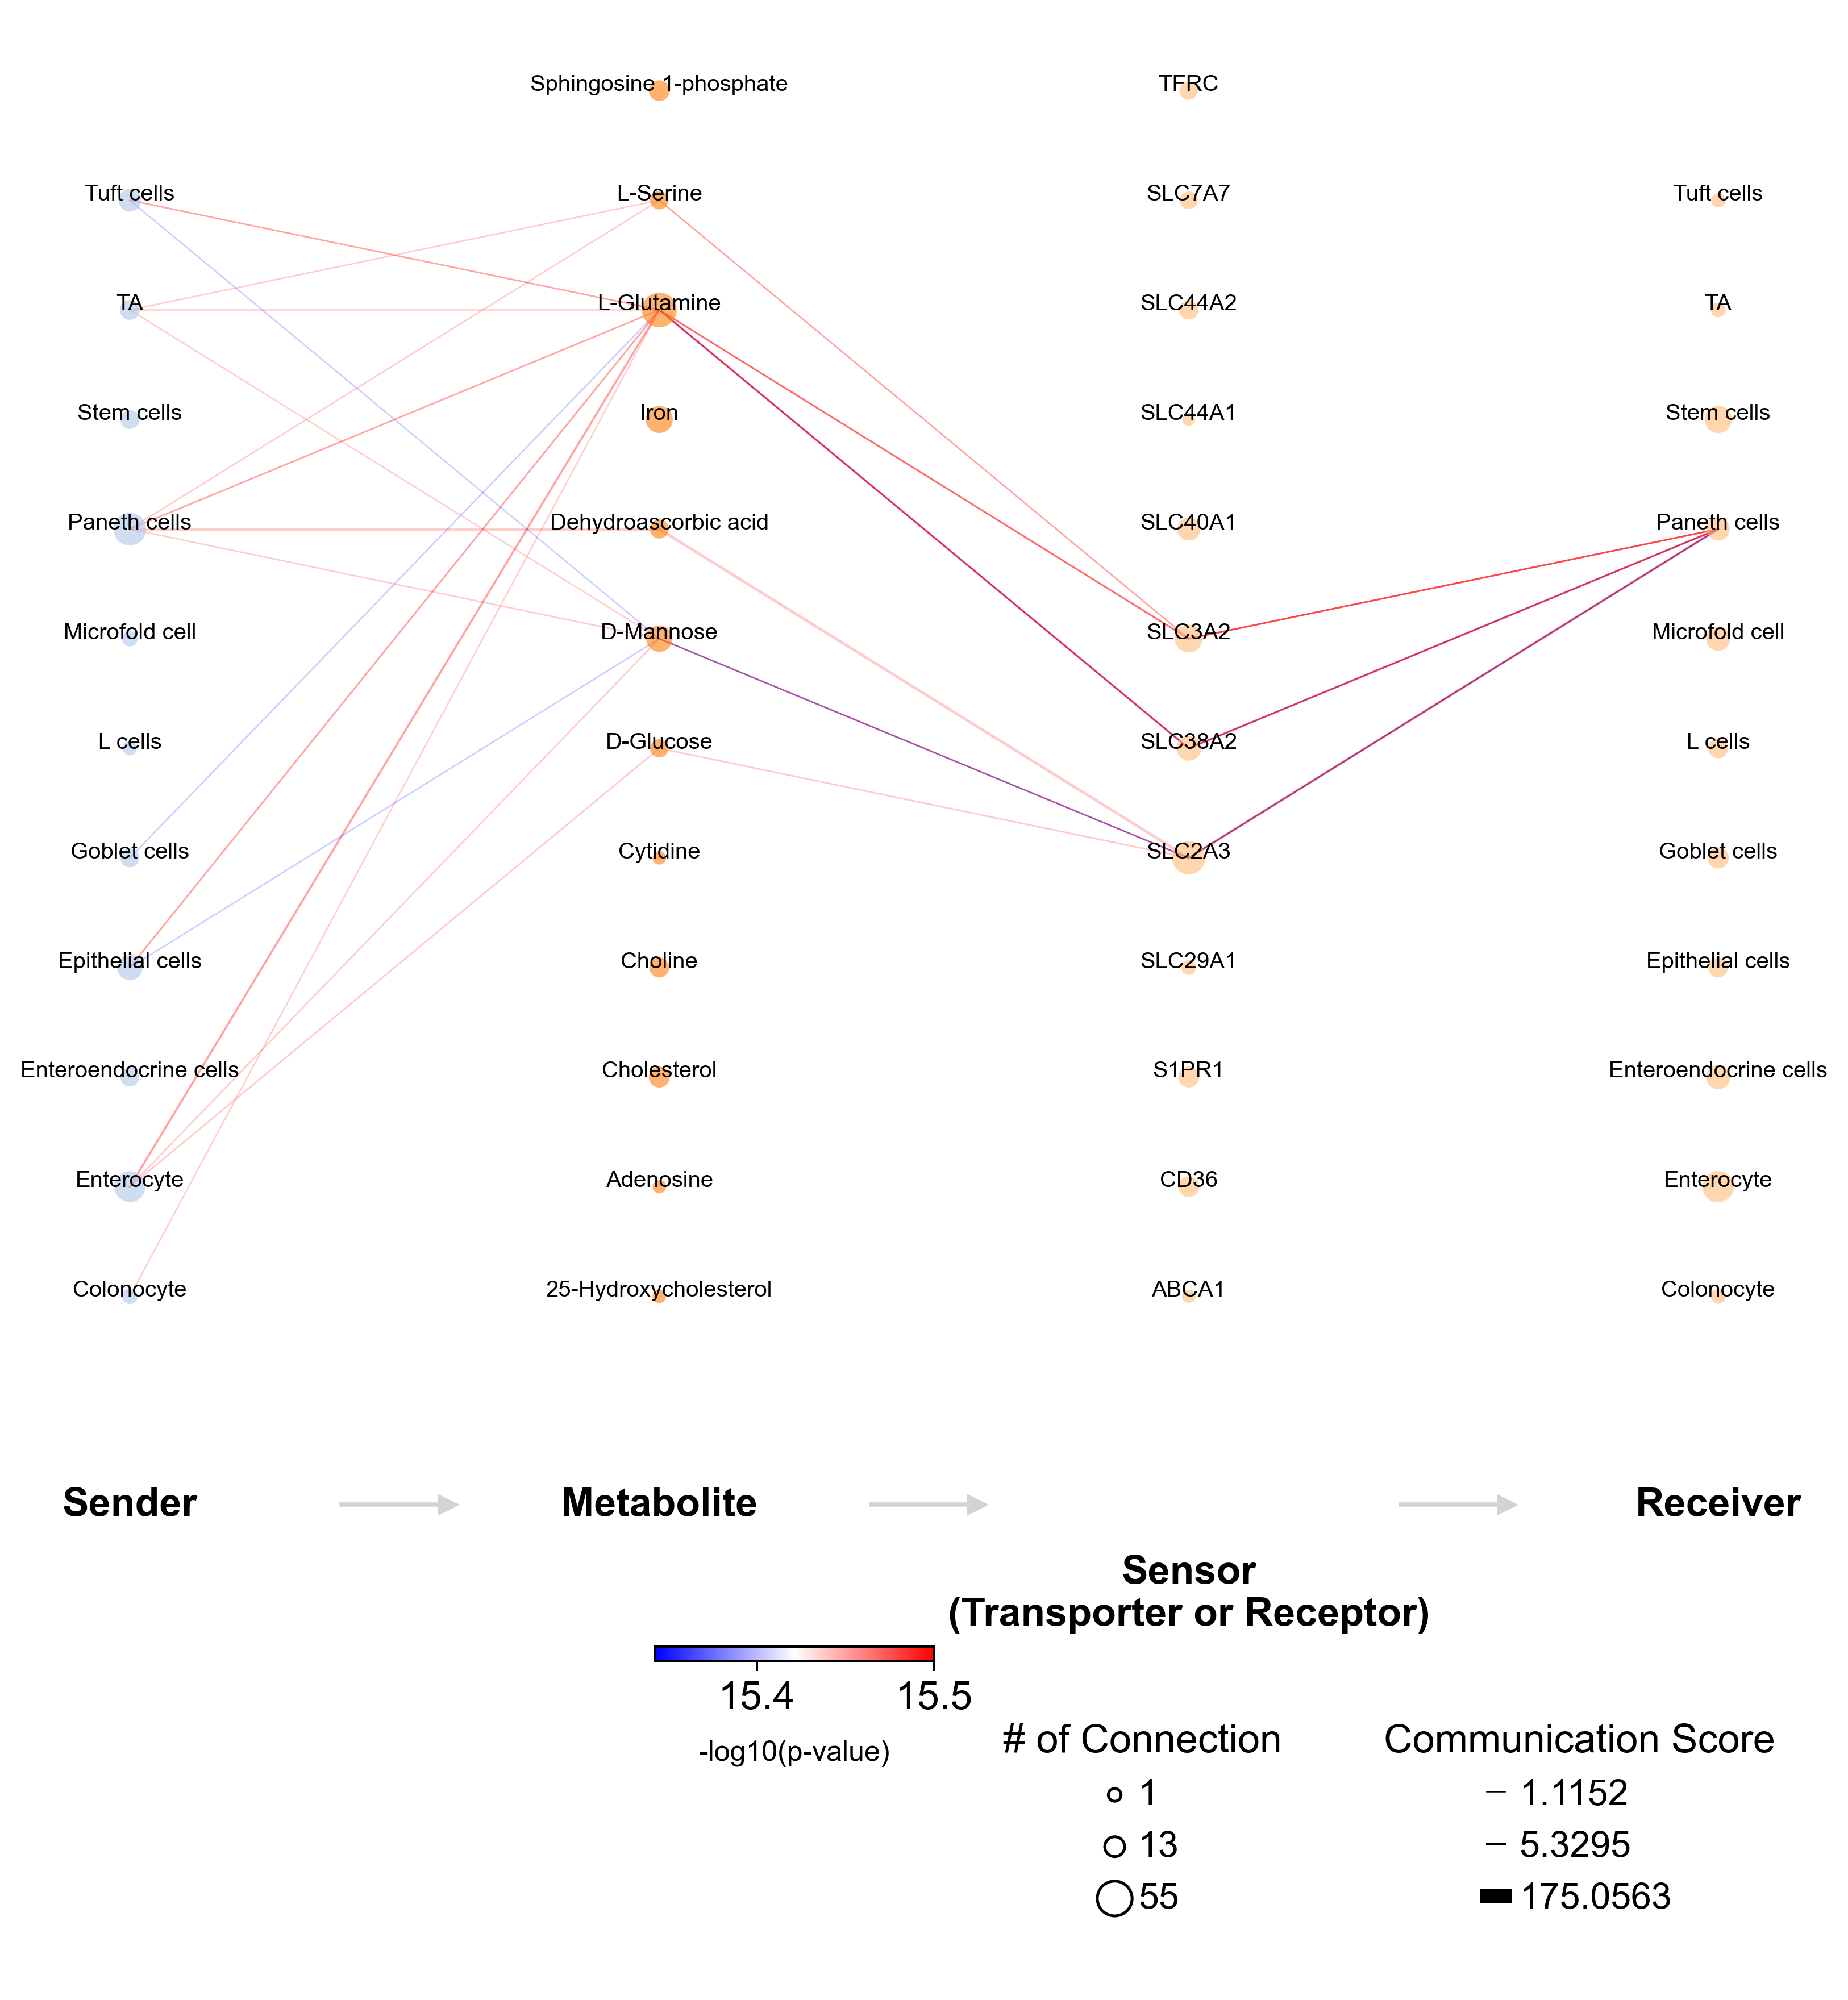 Sphingosine 1-phosphate
TFRC
Tuft cells
L-Serine
SLC7A7
Tuft cells
TA
L-Glutamine
SLC44A2
TA
Stem cells
Iron
SLC44A1
Stem cells
Paneth cells
Dehydroascorbic acid
SLC40A1
Paneth cells
Microfold cell
D-Mannose
SLC3A2
Microfold cell
L cells
D-Glucose
SLC38A2
L cells
Goblet cells
Cytidine
SLC2A3
Goblet cells
Epithelial cells
Choline
SLC29A1
Epithelial cells
Enteroendocrine cells
Cholesterol
S1PR1
Enteroendocrine cells
Enterocyte
Adenosine
CD36
Enterocyte
Colonocyte
25-Hydroxycholesterol
ABCA1
Colonocyte
Sender
Metabolite
Receiver
Sensor
(Transporter or Receptor)
15.4
15.5
-log10(p-value)
# of Connection
1
13
55
Communication Score
1.1152
5.3295
175.0563